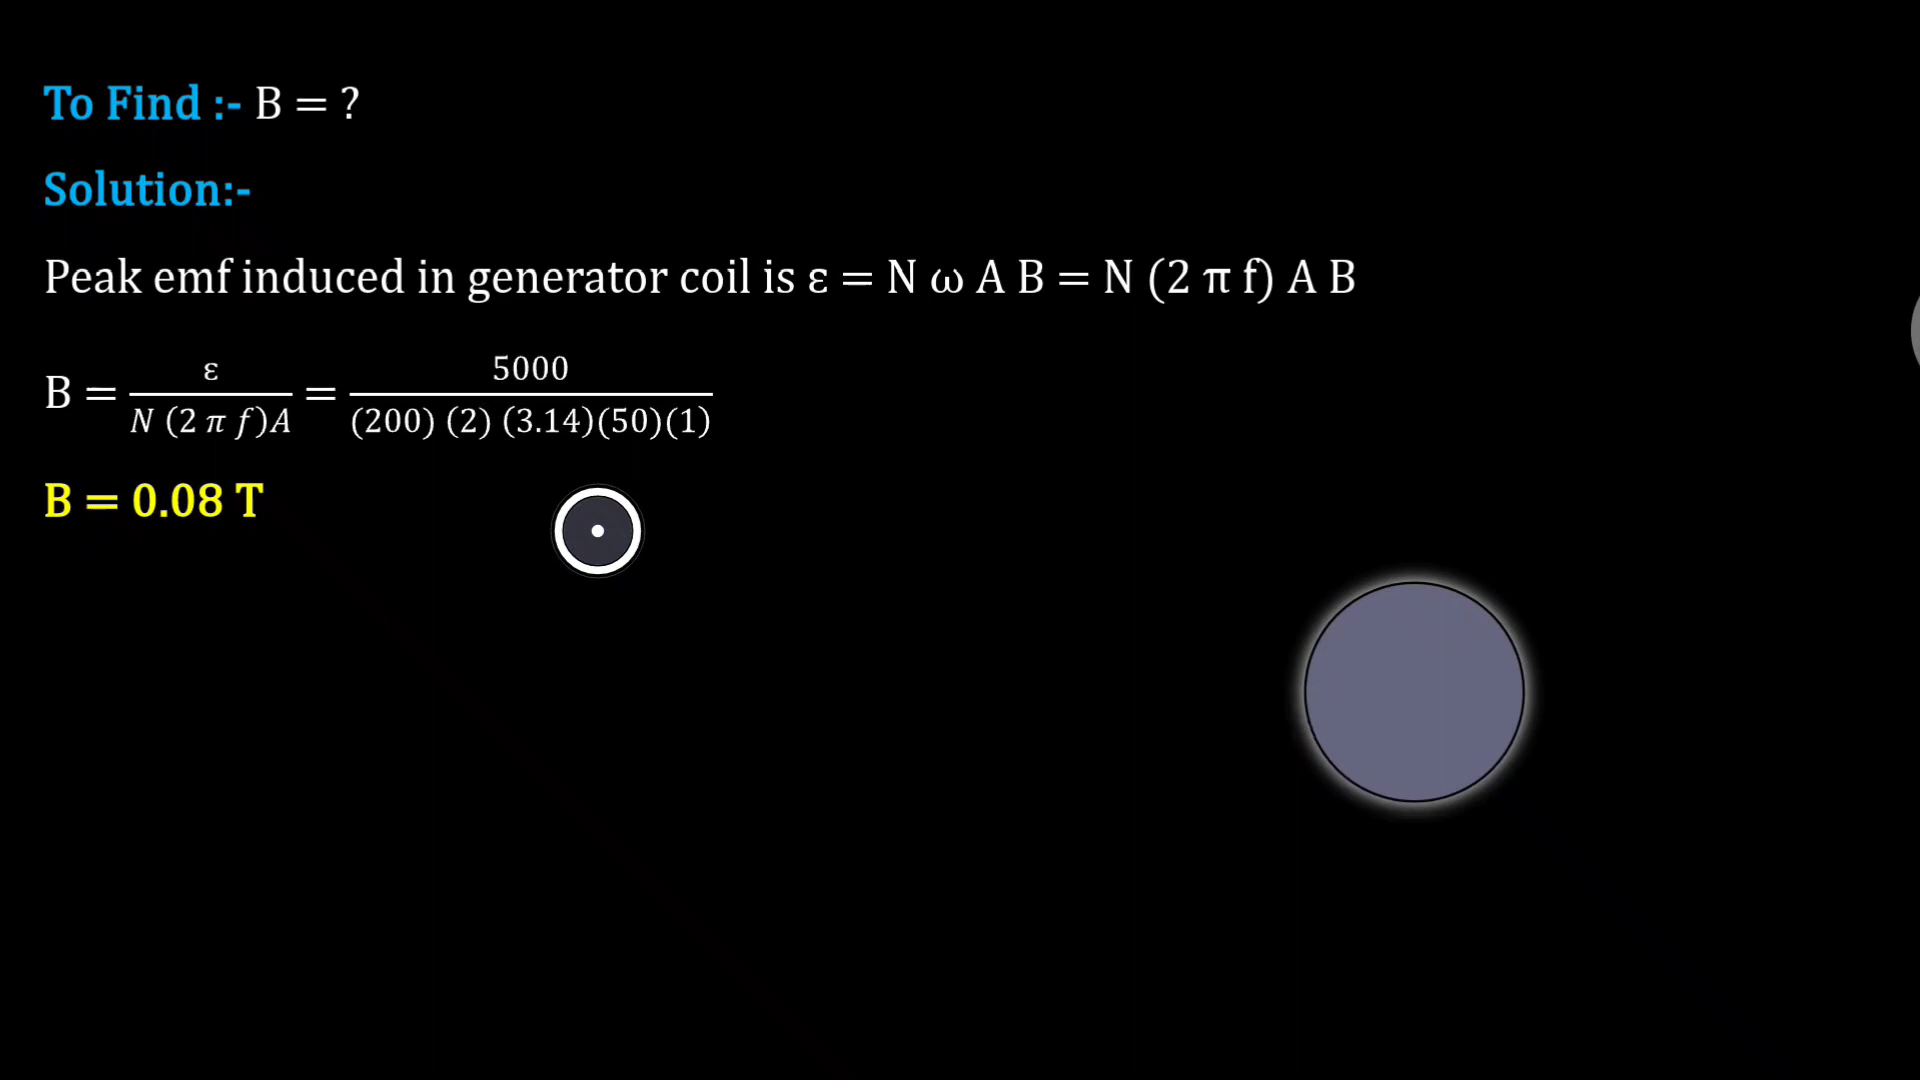 To Find :- B = ?
Solution:-
Peak emf induced in generator coil is ε = N ω A B = N (2 π f) A B
B = ε / N (2 π f)A = 5000 / (200) (2) (3.14)(50)(1)
B = 0.08 T